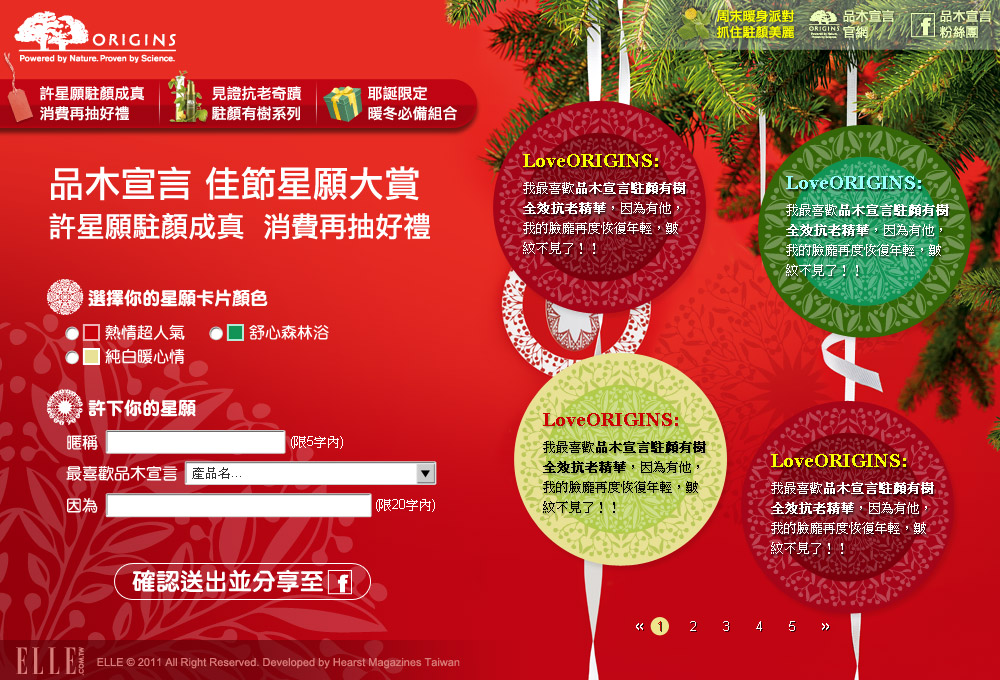 ORIGINS
Powered by Nature. Proven by Science.
周末暖身派對
抓住駐顏美麗
ORIGINS
品木宣言
官網
品木宣言
粉絲團
許星願駐顏成真
消費再抽好禮
見證抗老奇蹟
駐顏有樹系列
耶誕限定
暖冬必備組合
品木宣言 佳節星願大賞
許星願駐顏成真 消費再抽好禮
選擇你的星願卡片顏色
熱情超人氣
舒心森林浴
純白暖心情
許下你的星願
暱稱
(限5字內)
最喜歡品木宣言
產品名...
因為
(限20字內)
確認送出並分享至 f
LoveORIGINS:
我最喜歡品木宣言駐顏有樹
全效抗老精華，因為有他，
我的臉龐再度恢復年輕，皺
紋不見了！！
LoveORIGINS:
我最喜歡品木宣言駐顏有樹
全效抗老精華，因為有他，
我的臉龐再度恢復年輕，皺
紋不見了！！
LoveORIGINS:
我最喜歡品木宣言駐顏有樹
全效抗老精華，因為有他，
我的臉龐再度恢復年輕，皺
紋不見了！！
LoveORIGINS:
我最喜歡品木宣言駐顏有樹
全效抗老精華，因為有他，
我的臉龐再度恢復年輕，皺
紋不見了！！
« 1 2 3 4 5 »
ELLE.COM.TW
ELLE © 2011 All Right Reserved. Developed by Hearst Magazines Taiwan